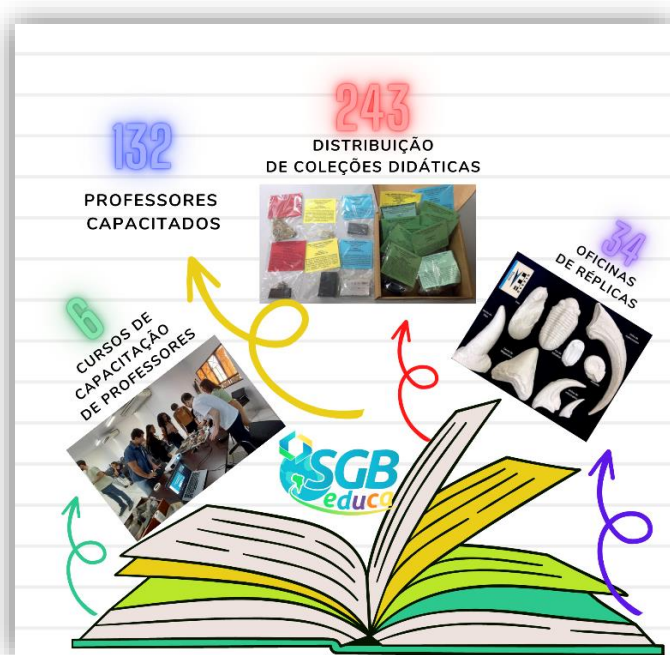 243
DISTRIBUIÇÃO
DE COLEÇÕES DIDÁTICAS
132
PROFESSORES
CAPACITADOS
34
OFICINAS
DE RÉPLICAS
6
CURSOS DE
CAPACITAÇÃO
DE PROFESSORES
SGB
educa